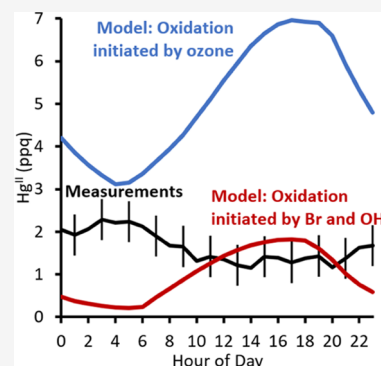 Model: Oxidation
initiated by ozone
Measurements
Model: Oxidation
initiated by Br and OH
Hg^II (ppq)
7
6
5
4
3
2
1
0
0 2 4 6 8 10 12 14 16 18 20 22
Hour of Day